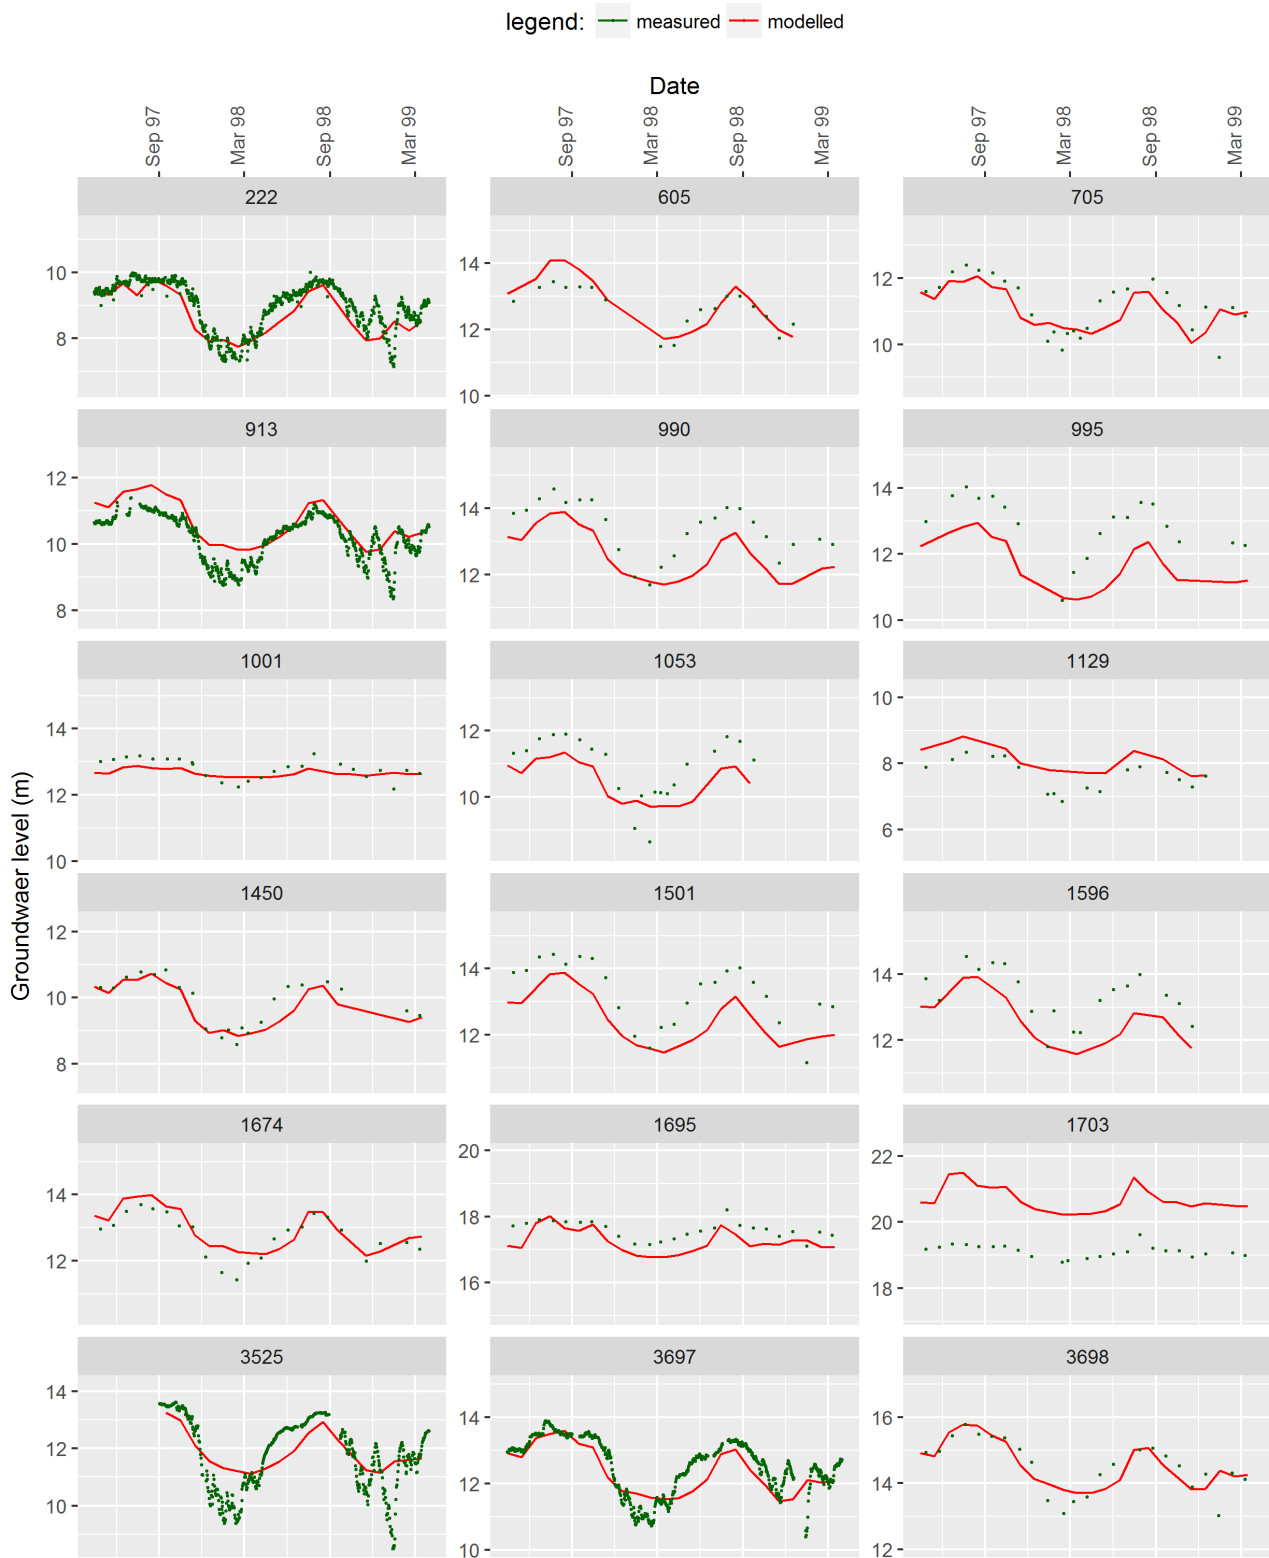 legend: measured modelled
Date
Sep 97 Mar 98 Sep 98 Mar 99 Sep 97 Mar 98 Sep 98 Mar 99 Sep 97 Mar 98 Sep 98 Mar 99
222 605 705
10 8
14 12 10
12 10
913 990 995
12 10 8
14 12
14 12 10
1001 1053 1129
14 12 10
12 10
10 8 6
Groundwaer level (m)
1450 1501 1596
12 10 8
14 12
14 12
1674 1695 1703
14 12
20 18 16
22 20 18
3525 3697 3698
14 12 10
14 12 10
16 14 12